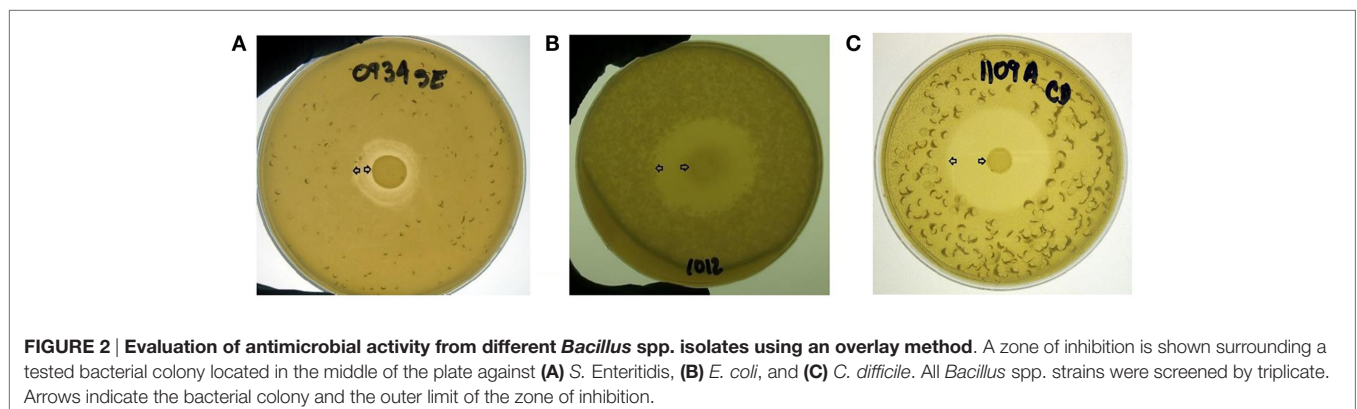 A
B
C
0934 SE
1012
1109A
CD
FIGURE 2 | Evaluation of antimicrobial activity from different Bacillus spp. isolates using an overlay method. A zone of inhibition is shown surrounding a
tested bacterial colony located in the middle of the plate against (A) S. Enteritidis, (B) E. coli, and (C) C. difficile. All Bacillus spp. strains were screened by triplicate.
Arrows indicate the bacterial colony and the outer limit of the zone of inhibition.